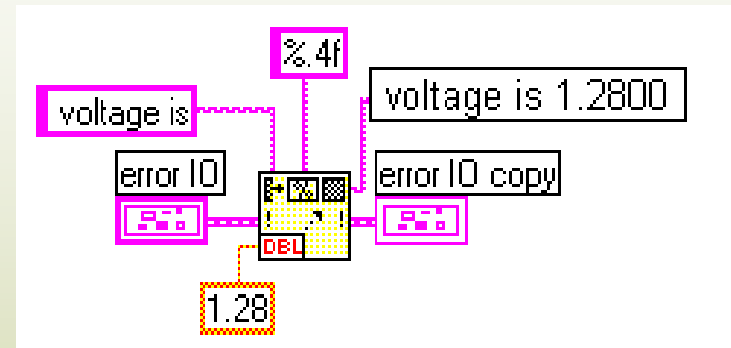 %.4f
voltage is
voltage is 1.2800
error IO
error IO copy
DBL
1.28